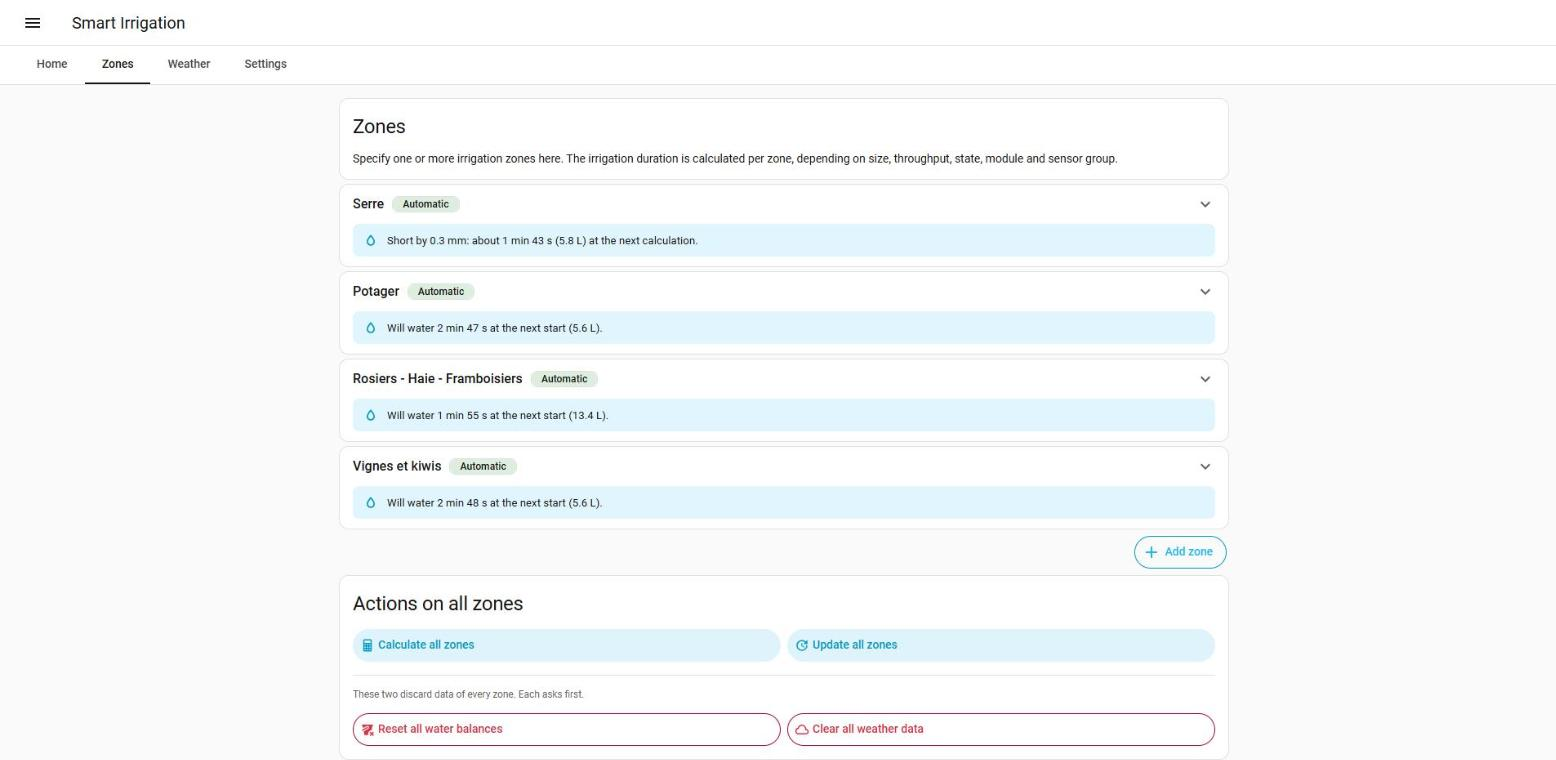 Smart Irrigation
Home
Zones
Weather
Settings
Zones
Specify one or more irrigation zones here. The irrigation duration is calculated per zone, depending on size, throughput, state, module and sensor group.
Serre Automatic
Short by 0.3 mm: about 1 min 43 s (5.8 L) at the next calculation.
Potager Automatic
Will water 2 min 47 s at the next start (5.6 L).
Rosiers - Haie - Framboisiers Automatic
Will water 1 min 55 s at the next start (13.4 L).
Vignes et kiwis Automatic
Will water 2 min 48 s at the next start (5.6 L).
Add zone
Actions on all zones
Calculate all zones
Update all zones
These two discard data of every zone. Each asks first.
Reset all water balances
Clear all weather data